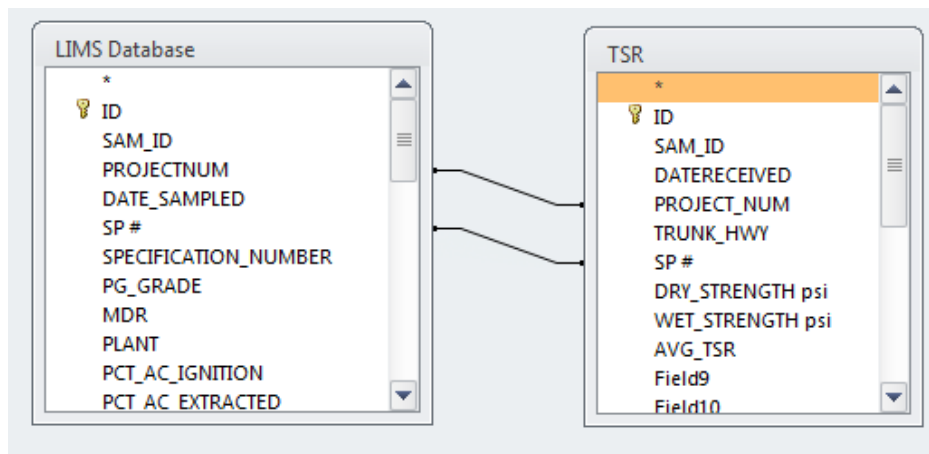 LIMS Database
*
ID
SAM_ID
PROJECTNUM
DATE_SAMPLED
SP #
SPECIFICATION_NUMBER
PG_GRADE
MDR
PLANT
PCT_AC_IGNITION
PCT_AC_EXTRACTED
TSR
*
ID
SAM_ID
DATERECEIVED
PROJECT_NUM
TRUNK_HWY
SP #
DRY_STRENGTH psi
WET_STRENGTH psi
AVG_TSR
Field9
Field10